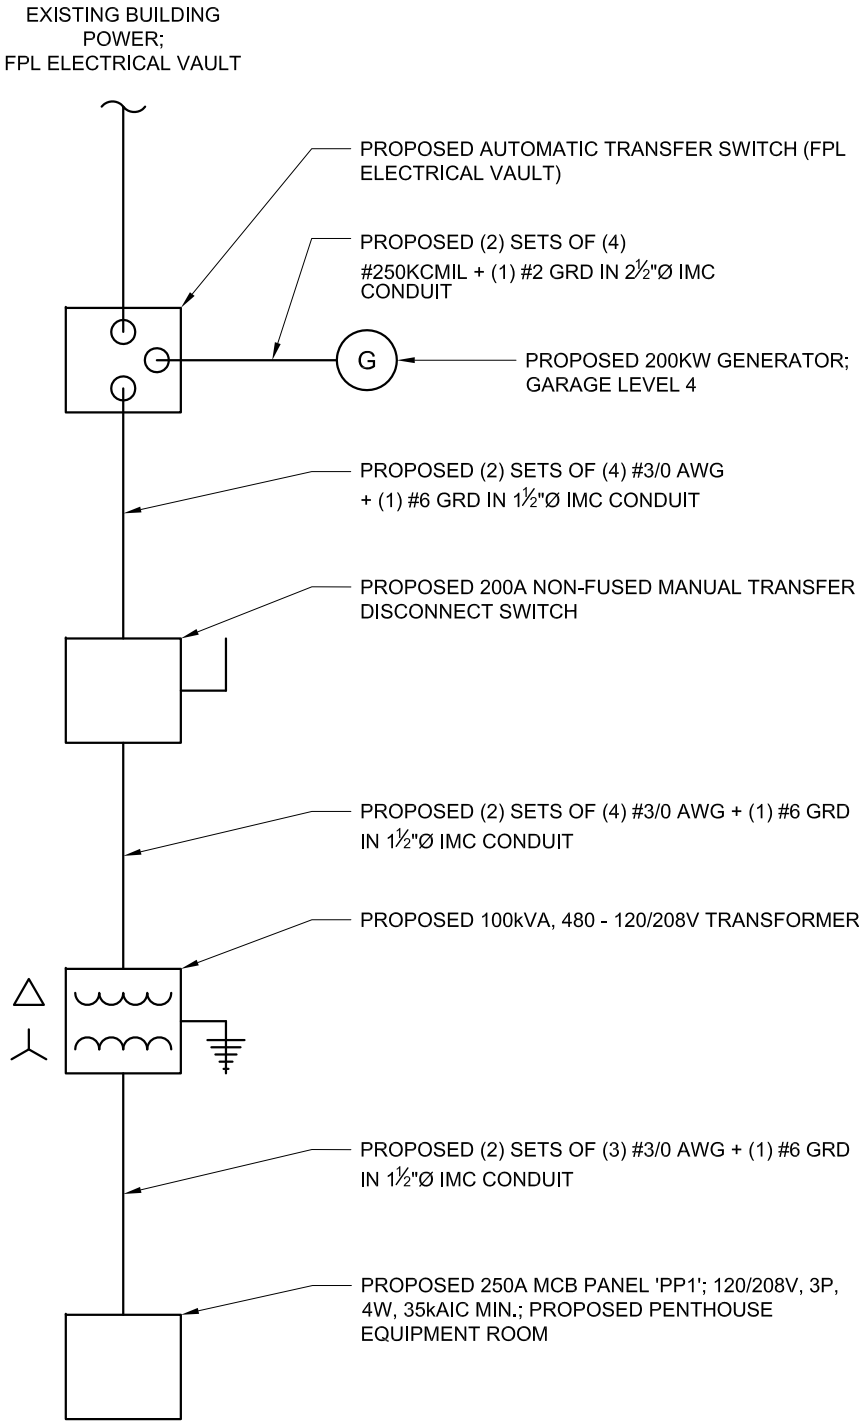 EXISTING BUILDING
POWER;
FPL ELECTRICAL VAULT
PROPOSED AUTOMATIC TRANSFER SWITCH (FPL
ELECTRICAL VAULT)
PROPOSED (2) SETS OF (4)
#250KCMIL + (1) #2 GRD IN 2½"Ø IMC
CONDUIT
G
PROPOSED 200KW GENERATOR;
GARAGE LEVEL 4
PROPOSED (2) SETS OF (4) #3/0 AWG
+ (1) #6 GRD IN 1½"Ø IMC CONDUIT
PROPOSED 200A NON-FUSED MANUAL TRANSFER
DISCONNECT SWITCH
PROPOSED (2) SETS OF (4) #3/0 AWG + (1) #6 GRD
IN 1½"Ø IMC CONDUIT
PROPOSED 100kVA, 480 - 120/208V TRANSFORMER
PROPOSED (2) SETS OF (3) #3/0 AWG + (1) #6 GRD
IN 1½"Ø IMC CONDUIT
PROPOSED 250A MCB PANEL 'PP1'; 120/208V, 3P,
4W, 35kAIC MIN.; PROPOSED PENTHOUSE
EQUIPMENT ROOM